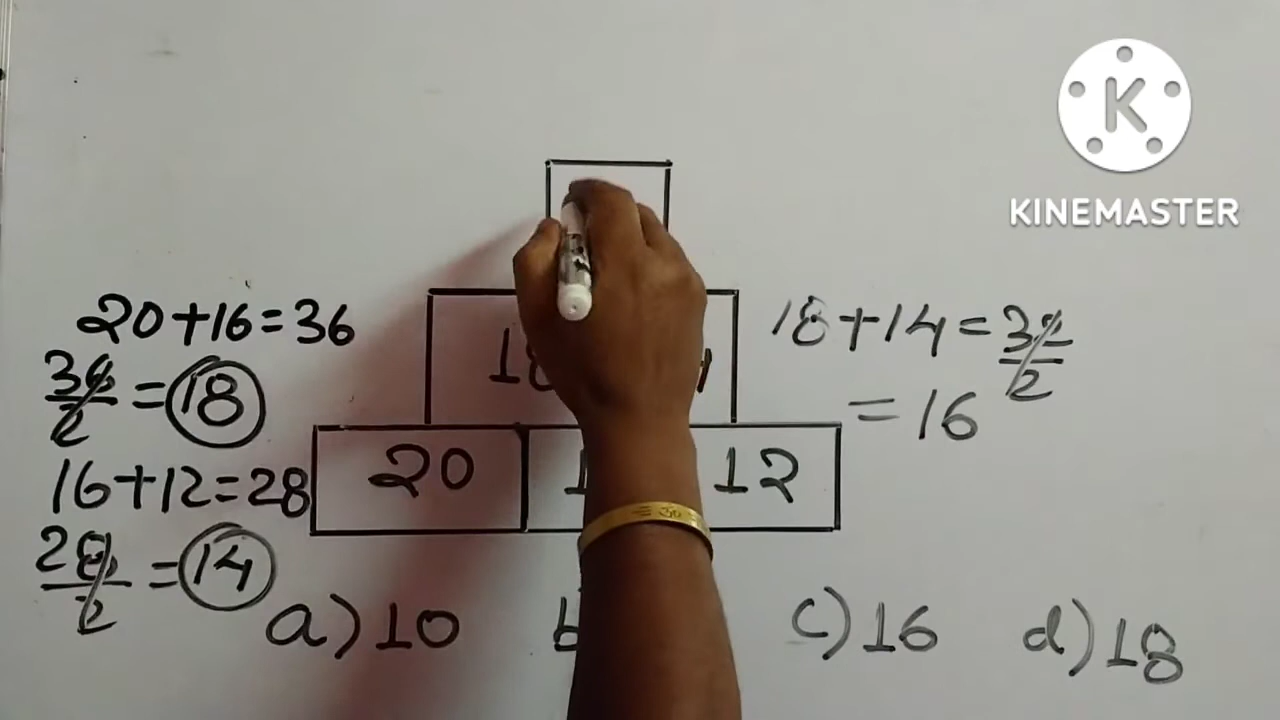 K
KINEMASTER
20+16=36
36/2 = 18
16+12=28
28/2 = 14
18+14=32/2
=16
18
20 12
a) 10 c) 16 d) 18